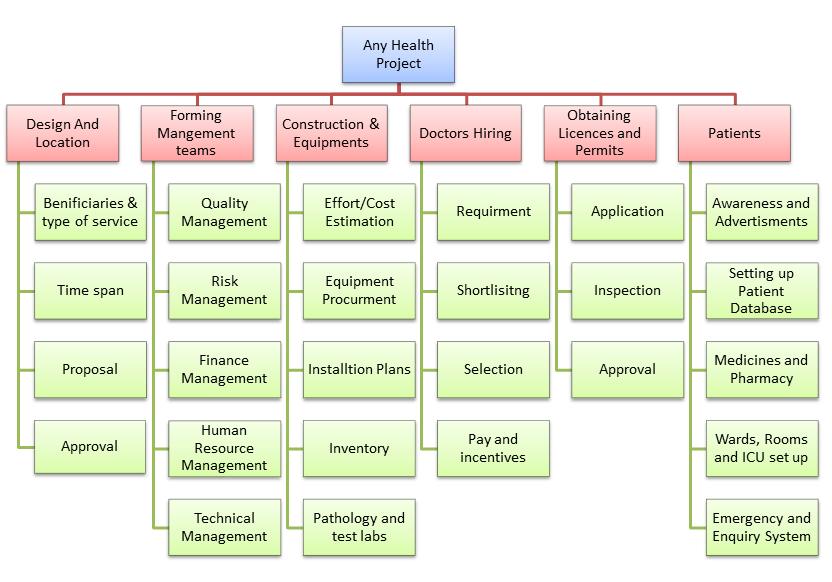 Any Health
Project
Design And
Location
Forming
Mangement
teams
Construction &
Equipments
Doctors Hiring
Obtaining
Licences and
Permits
Patients
Benificiaries &
type of service
Time span
Proposal
Approval
Quality
Management
Risk
Management
Finance
Management
Human
Resource
Management
Technical
Management
Effort/Cost
Estimation
Equipment
Procurment
Installtion Plans
Inventory
Pathology and
test labs
Requirment
Shortlisitng
Selection
Pay and
incentives
Application
Inspection
Approval
Awareness and
Advertisments
Setting up
Patient
Database
Medicines and
Pharmacy
Wards, Rooms
and ICU set up
Emergency and
Enquiry System